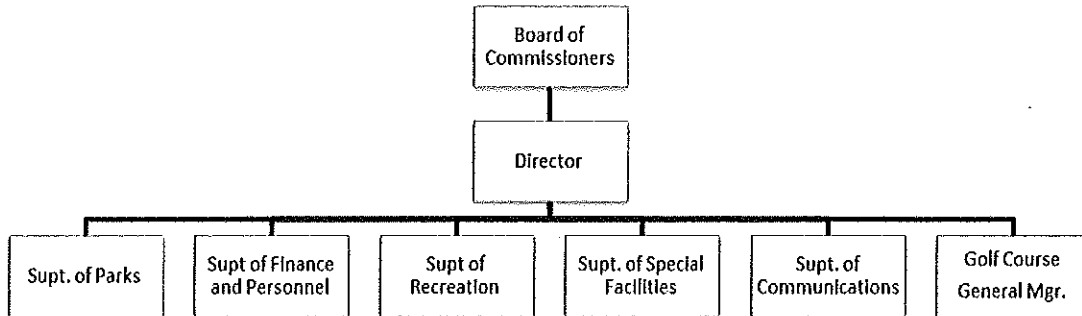 Board of
Commissioners
Director
Supt. of Parks
Supt of Finance
and Personnel
Supt of
Recreation
Supt. of Special
Facilities
Supt. of
Communications
Golf Course
General Mgr.